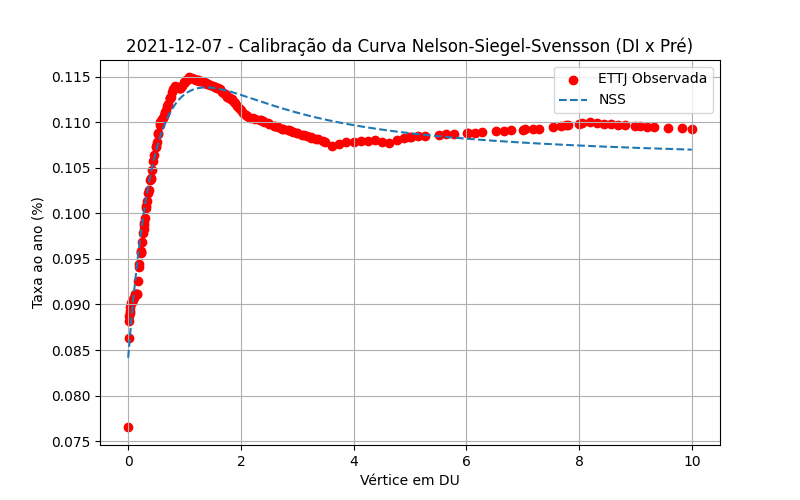 2021-12-07 - Calibração da Curva Nelson-Siegel-Svensson (DI x Pré)
ETTJ Observada
NSS
Taxa ao ano (%)
0.115
0.110
0.105
0.100
0.095
0.090
0.085
0.080
0.075
0 2 4 6 8 10
Vértice em DU